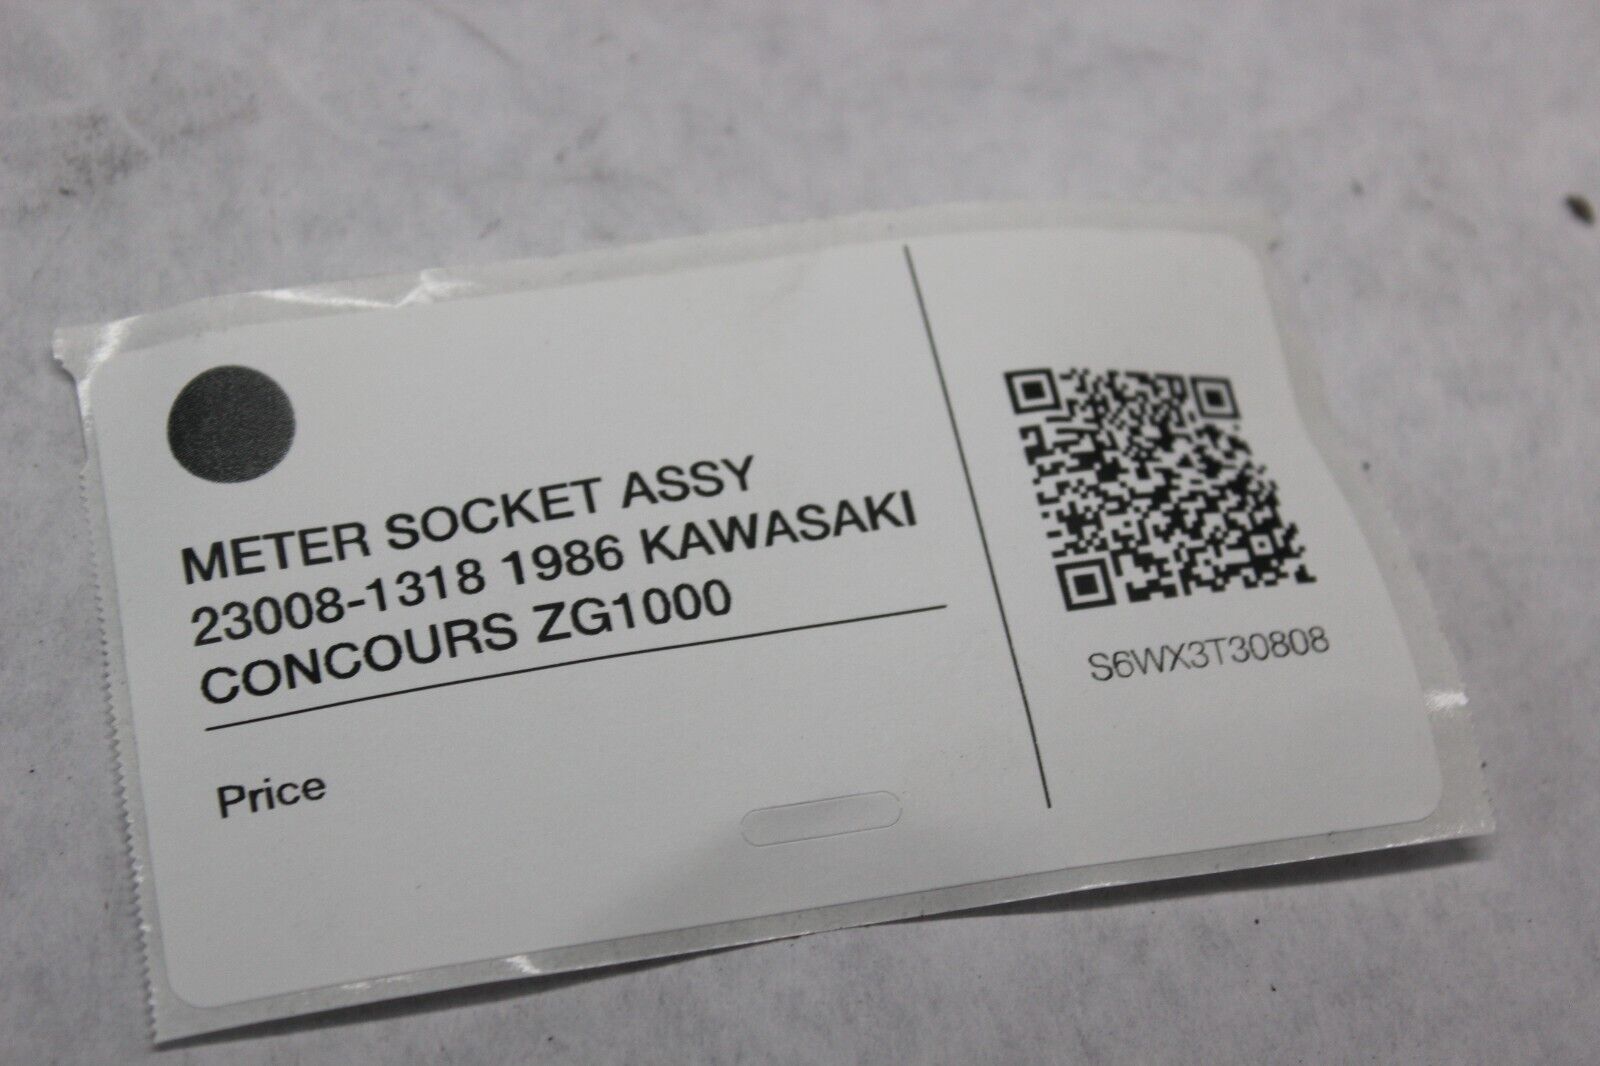 METER SOCKET ASSY
23008-1318 1986 KAWASAKI
CONCOURS ZG1000
Price
S6WX3T30808